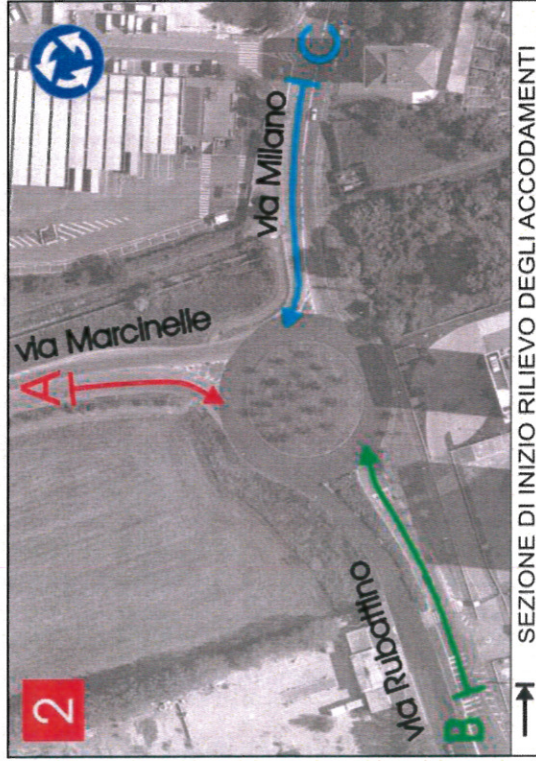 2
A
via Marcinelle
via Milano
C
via Rubattino
B
SEZIONE DI INIZIO RILIEVO DEGLI ACCODAMENTI